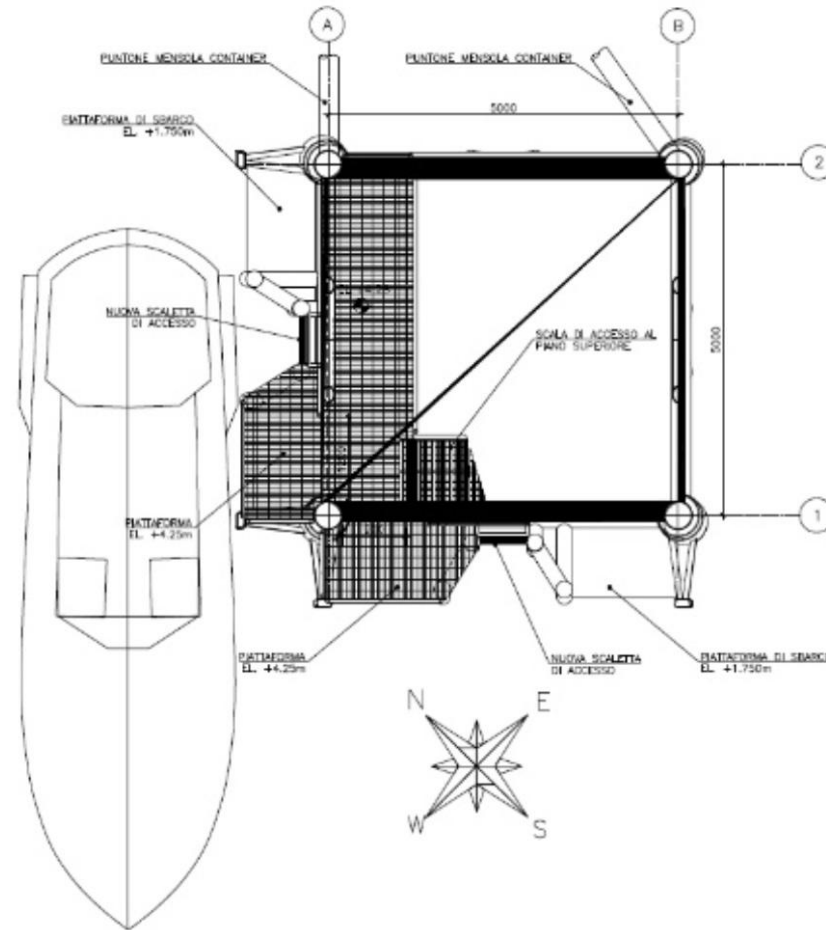 A
B
PUNTONE MENSOLA CONTAINER
PUNTONE MENSOLA CONTAINER
5000
PIATTAFORMA DI SBARCO
EL. +1.750m
2
NUOVA SCALETTA
DI ACCESSO
SCALA DI ACCESSO AL
PIANO SUPERIORE
5000
PIATTAFORMA
EL. +4.25m
1
PIATTAFORMA
EL. +4.25m
NUOVA SCALETTA
DI ACCESSO
PIATTAFORMA DI SBARCO
EL. +1.750m
N
E
W
S